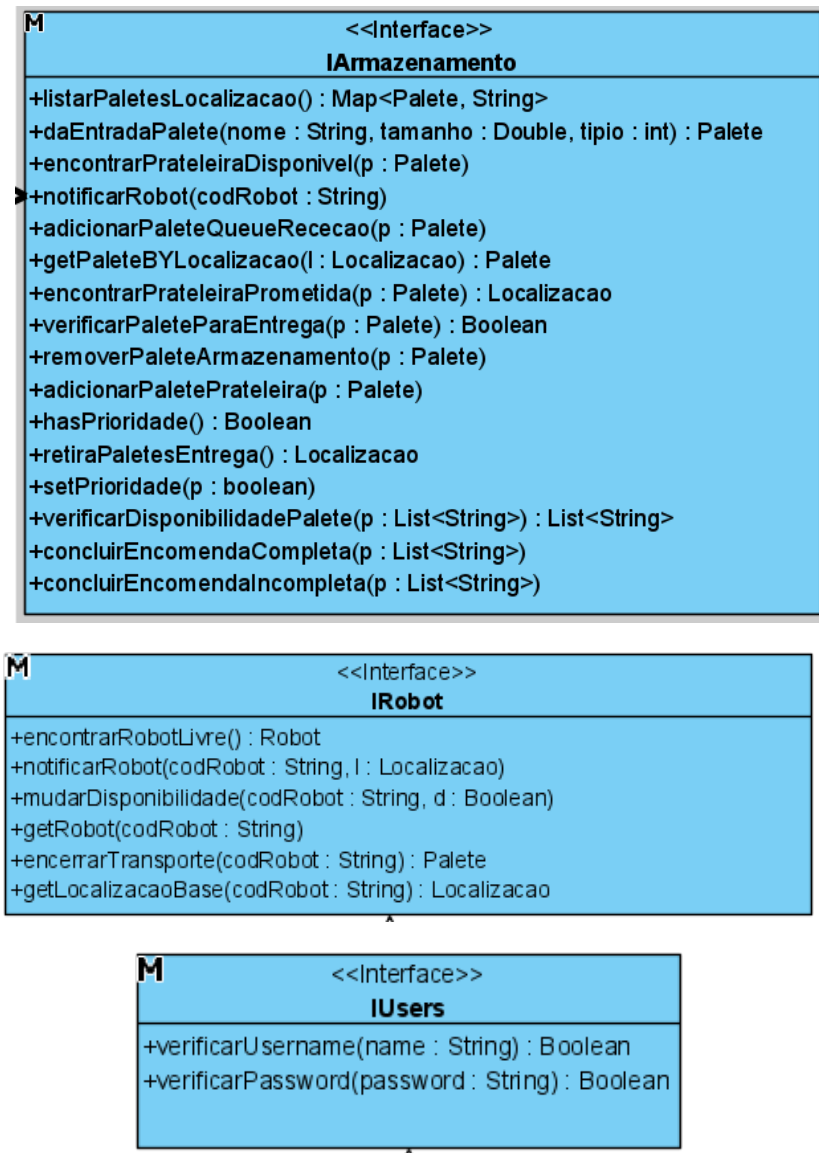 M
<<Interface>>
IArmazenamento
+listarPaletesLocalizacao() : Map<Palete, String>
+daEntradaPalete(nome : String, tamanho : Double, tipio : int) : Palete
+encontrarPrateleiraDisponivel(p : Palete)
+notificarRobot(codRobot : String)
+adicionarPaleteQueueRececao(p : Palete)
+getPaleteBYLocalizacao(l : Localizacao) : Palete
+encontrarPrateleiraPrometida(p : Palete) : Localizacao
+verificarPaleteParaEntrega(p : Palete) : Boolean
+removerPaleteArmazenamento(p : Palete)
+adicionarPaletePrateleira(p : Palete)
+hasPrioridade() : Boolean
+retiraPaletesEntrega() : Localizacao
+setPrioridade(p : boolean)
+verificarDisponibilidadePalete(p : List<String>) : List<String>
+concluirEncomendaCompleta(p : List<String>)
+concluirEncomendaIncompleta(p : List<String>)
M
<<Interface>>
IRobot
+encontrarRobotLivre() : Robot
+notificarRobot(codRobot : String, l : Localizacao)
+mudarDisponibilidade(codRobot : String, d : Boolean)
+getRobot(codRobot : String)
+encerrarTransporte(codRobot : String) : Palete
+getLocalizacaoBase(codRobot : String) : Localizacao
M
<<Interface>>
IUsers
+verificarUsername(name : String) : Boolean
+verificarPassword(password : String) : Boolean